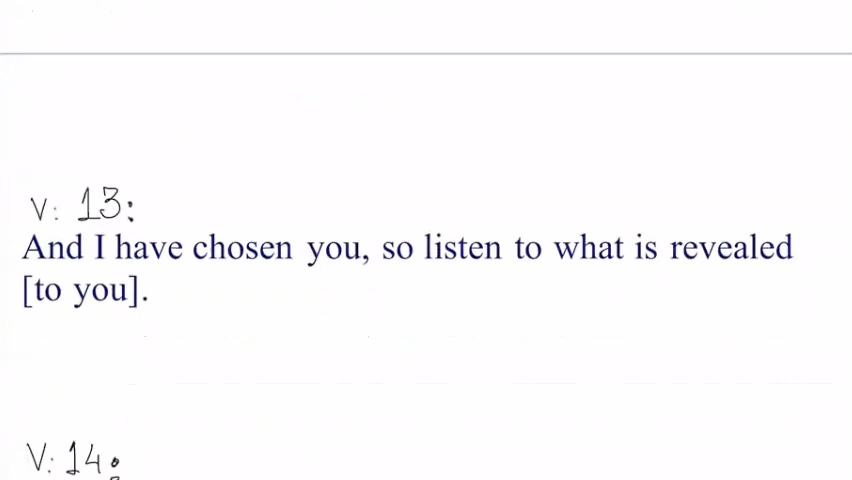 V: 13:
And I have chosen you, so listen to what is revealed
[to you].
V: 14: